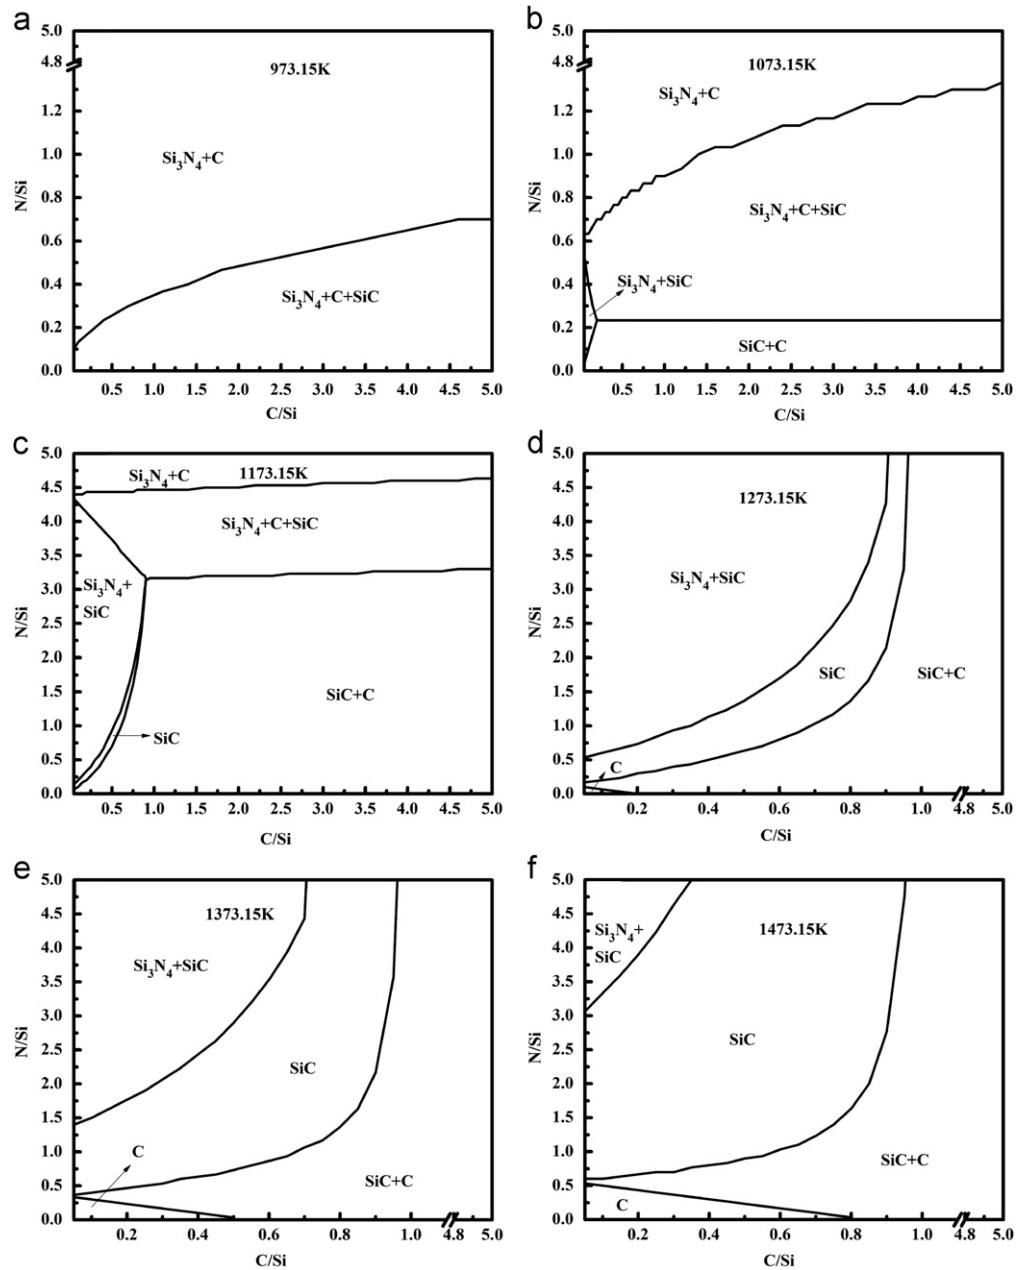 a
973.15K
Si3N4+C
Si3N4+C+SiC
N/Si
5.0
4.8
1.2
1.0
0.8
0.6
0.4
0.2
0.0
0.5 1.0 1.5 2.0 2.5 3.0 3.5 4.0 4.5 5.0
C/Si
b
1073.15K
Si3N4+C
Si3N4+C+SiC
Si3N4+SiC
SiC+C
N/Si
5.0
4.8
1.2
1.0
0.8
0.6
0.4
0.2
0.0
0.5 1.0 1.5 2.0 2.5 3.0 3.5 4.0 4.5 5.0
C/Si
c
Si3N4+C
1173.15K
Si3N4+C+SiC
Si3N4+
SiC
SiC+C
SiC
N/Si
5.0
4.5
4.0
3.5
3.0
2.5
2.0
1.5
1.0
0.5
0.0
0.5 1.0 1.5 2.0 2.5 3.0 3.5 4.0 4.5 5.0
C/Si
d
1273.15K
Si3N4+SiC
SiC
SiC+C
C
N/Si
5.0
4.5
4.0
3.5
3.0
2.5
2.0
1.5
1.0
0.5
0.0
0.2 0.4 0.6 0.8 1.0 4.8 5.0
C/Si
e
1373.15K
Si3N4+SiC
SiC
C
SiC+C
N/Si
5.0
4.5
4.0
3.5
3.0
2.5
2.0
1.5
1.0
0.5
0.0
0.2 0.4 0.6 0.8 1.0 4.8 5.0
C/Si
f
Si3N4+
SiC
1473.15K
SiC
SiC+C
C
N/Si
5.0
4.5
4.0
3.5
3.0
2.5
2.0
1.5
1.0
0.5
0.0
0.2 0.4 0.6 0.8 1.0 4.8 5.0
C/Si